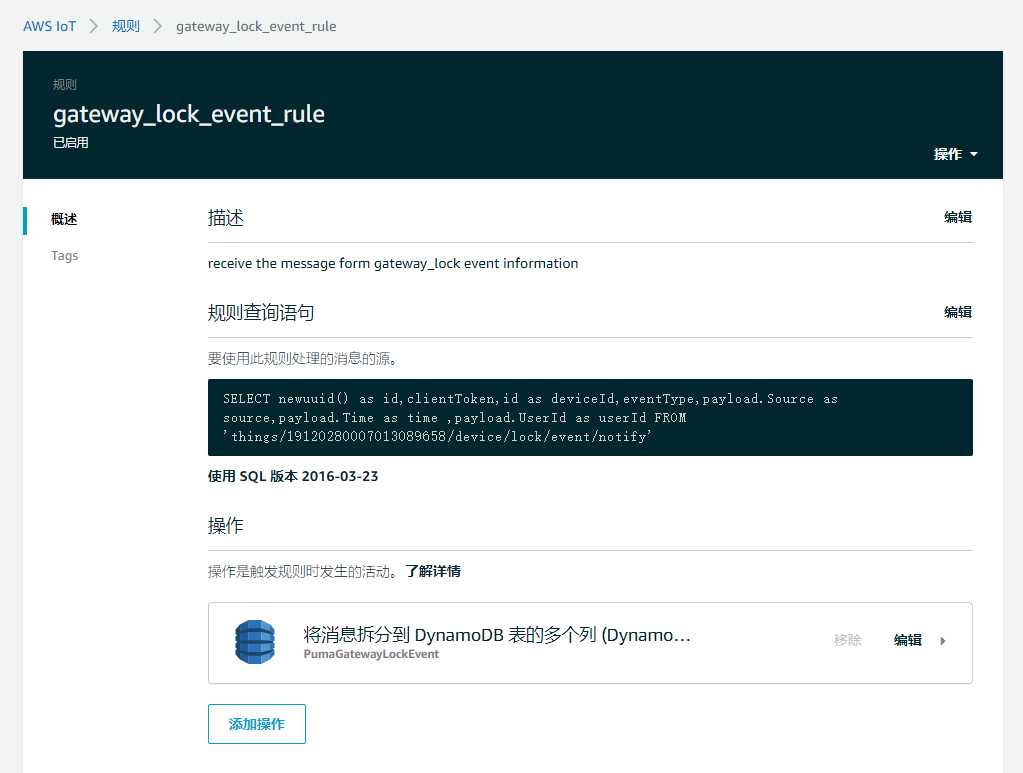 AWS IoT > 规则 > gateway_lock_event_rule
规则
gateway_lock_event_rule
已启用
操作
概述
Tags
描述 编辑
receive the message form gateway_lock event information
规则查询语句 编辑
要使用此规则处理的消息的源。
SELECT newuuid() as id,clientToken,id as deviceId,eventType,payload.Source as
source,payload.Time as time ,payload.UserId as userId FROM
'things/19120280007013089658/device/lock/event/notify'
使用 SQL 版本 2016-03-23
操作
操作是触发规则时发生的活动。 了解详情
将消息拆分到 DynamoDB 表的多个列 (Dynamo…
PumaGatewayLockEvent
移除 编辑
添加操作